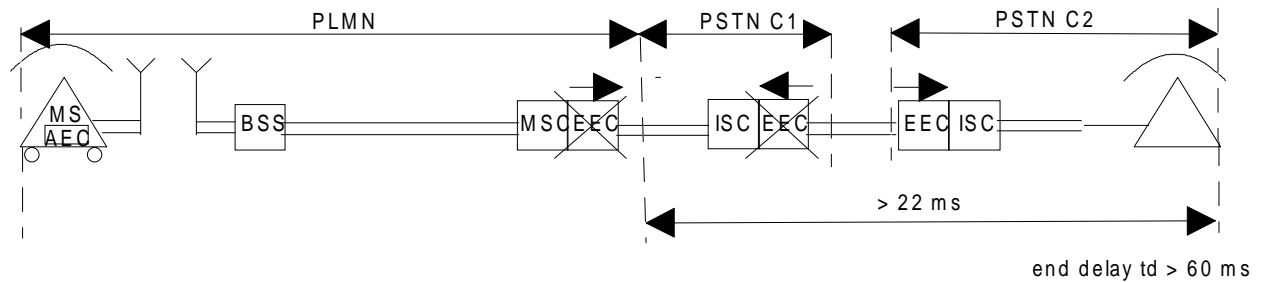 PLMN
PSTN C1
PSTN C2
MS
AEC
BSS
MSC
EEC
ISC
EEC
EEC
ISC
> 22 ms
end delay td > 60 ms